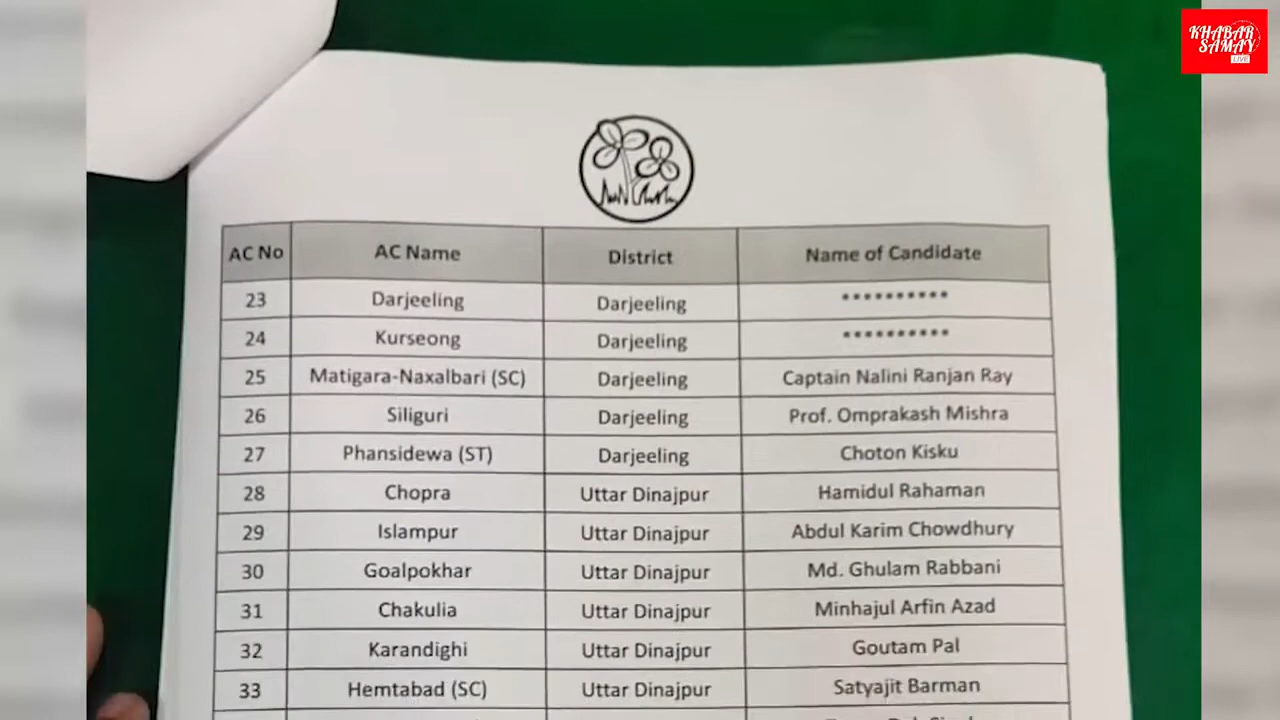 KHABAR
SAMAY
LIVE
AC No AC Name District Name of Candidate
23 Darjeeling Darjeeling **********
24 Kurseong Darjeeling **********
25 Matigara-Naxalbari (SC) Darjeeling Captain Nalini Ranjan Ray
26 Siliguri Darjeeling Prof. Omprakash Mishra
27 Phansidewa (ST) Darjeeling Choton Kisku
28 Chopra Uttar Dinajpur Hamidul Rahaman
29 Islampur Uttar Dinajpur Abdul Karim Chowdhury
30 Goalpokhar Uttar Dinajpur Md. Ghulam Rabbani
31 Chakulia Uttar Dinajpur Minhajul Arfin Azad
32 Karandighi Uttar Dinajpur Goutam Pal
33 Hemtabad (SC) Uttar Dinajpur Satyajit Barman